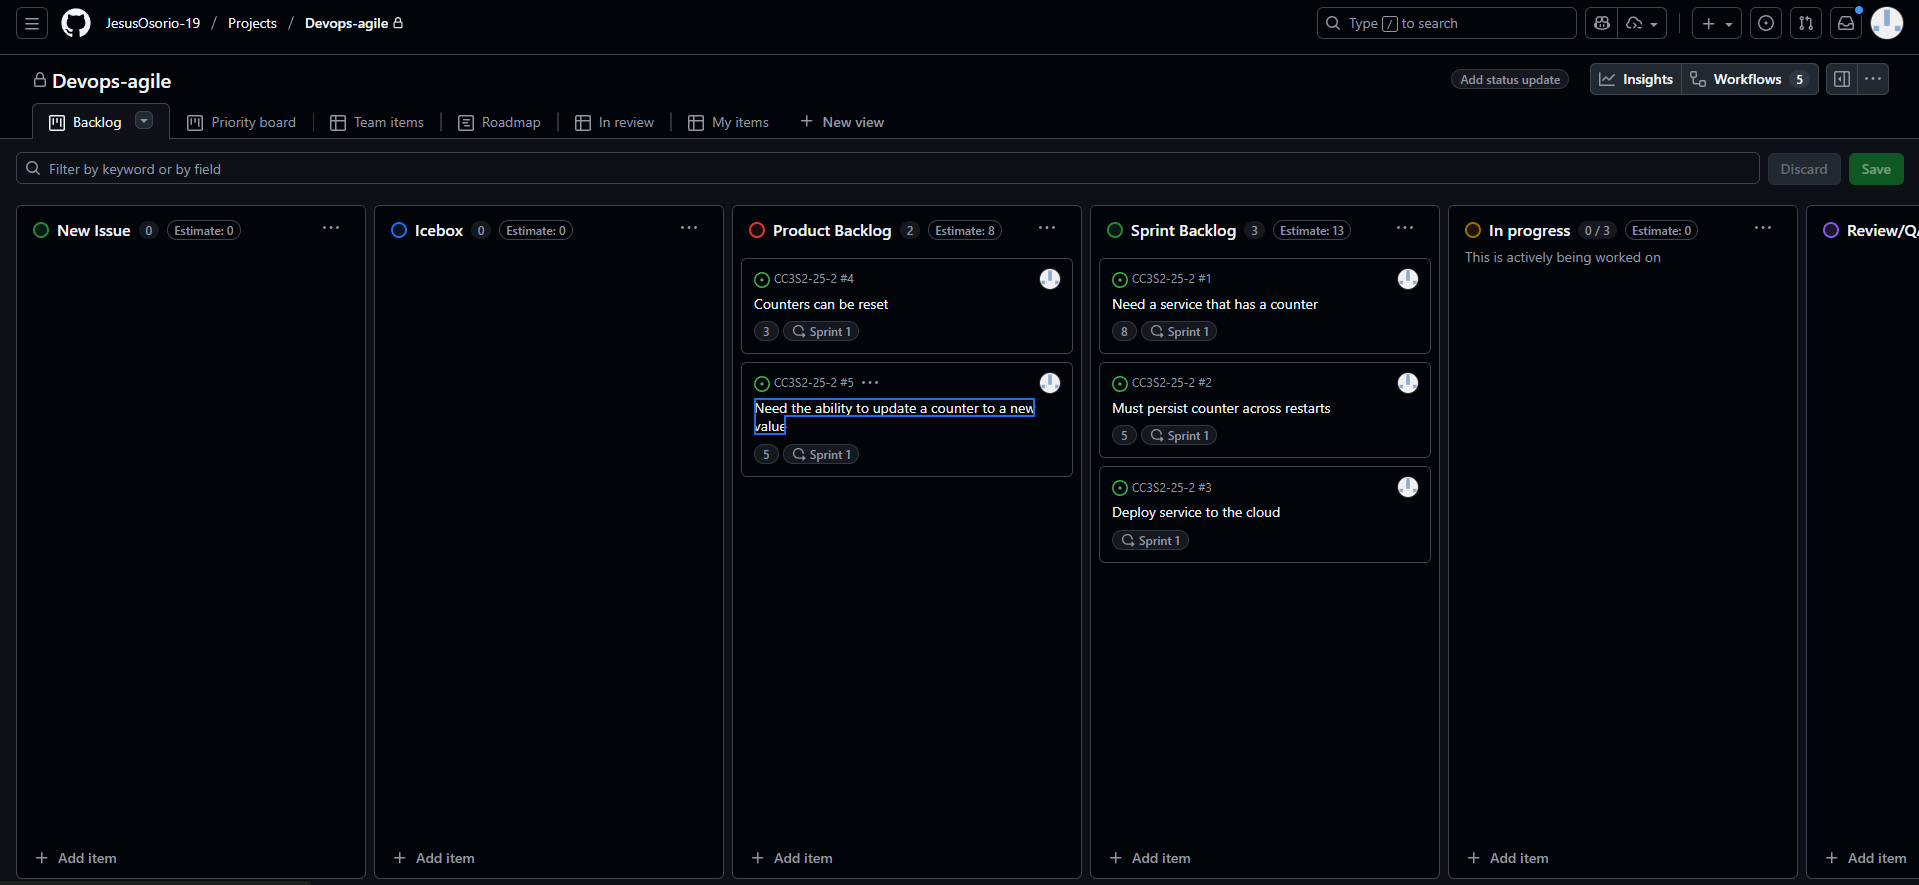 JesusOsorio-19 / Projects / Devops-agile
Type / to search
Devops-agile
Add status update
Insights
Workflows 5
Backlog
Priority board
Team items
Roadmap
In review
My items
New view
Filter by keyword or by field
Discard
Save
New Issue 0 Estimate: 0
Add item
Icebox 0 Estimate: 0
Add item
Product Backlog 2 Estimate: 8
CC3S2-25-2 #4
Counters can be reset
3 Sprint 1
CC3S2-25-2 #5
Need the ability to update a counter to a new
value
5 Sprint 1
Add item
Sprint Backlog 3 Estimate: 13
CC3S2-25-2 #1
Need a service that has a counter
8 Sprint 1
CC3S2-25-2 #2
Must persist counter across restarts
5 Sprint 1
CC3S2-25-2 #3
Deploy service to the cloud
Sprint 1
Add item
In progress 0 / 3 Estimate: 0
This is actively being worked on
Add item
Review/Q
Add item